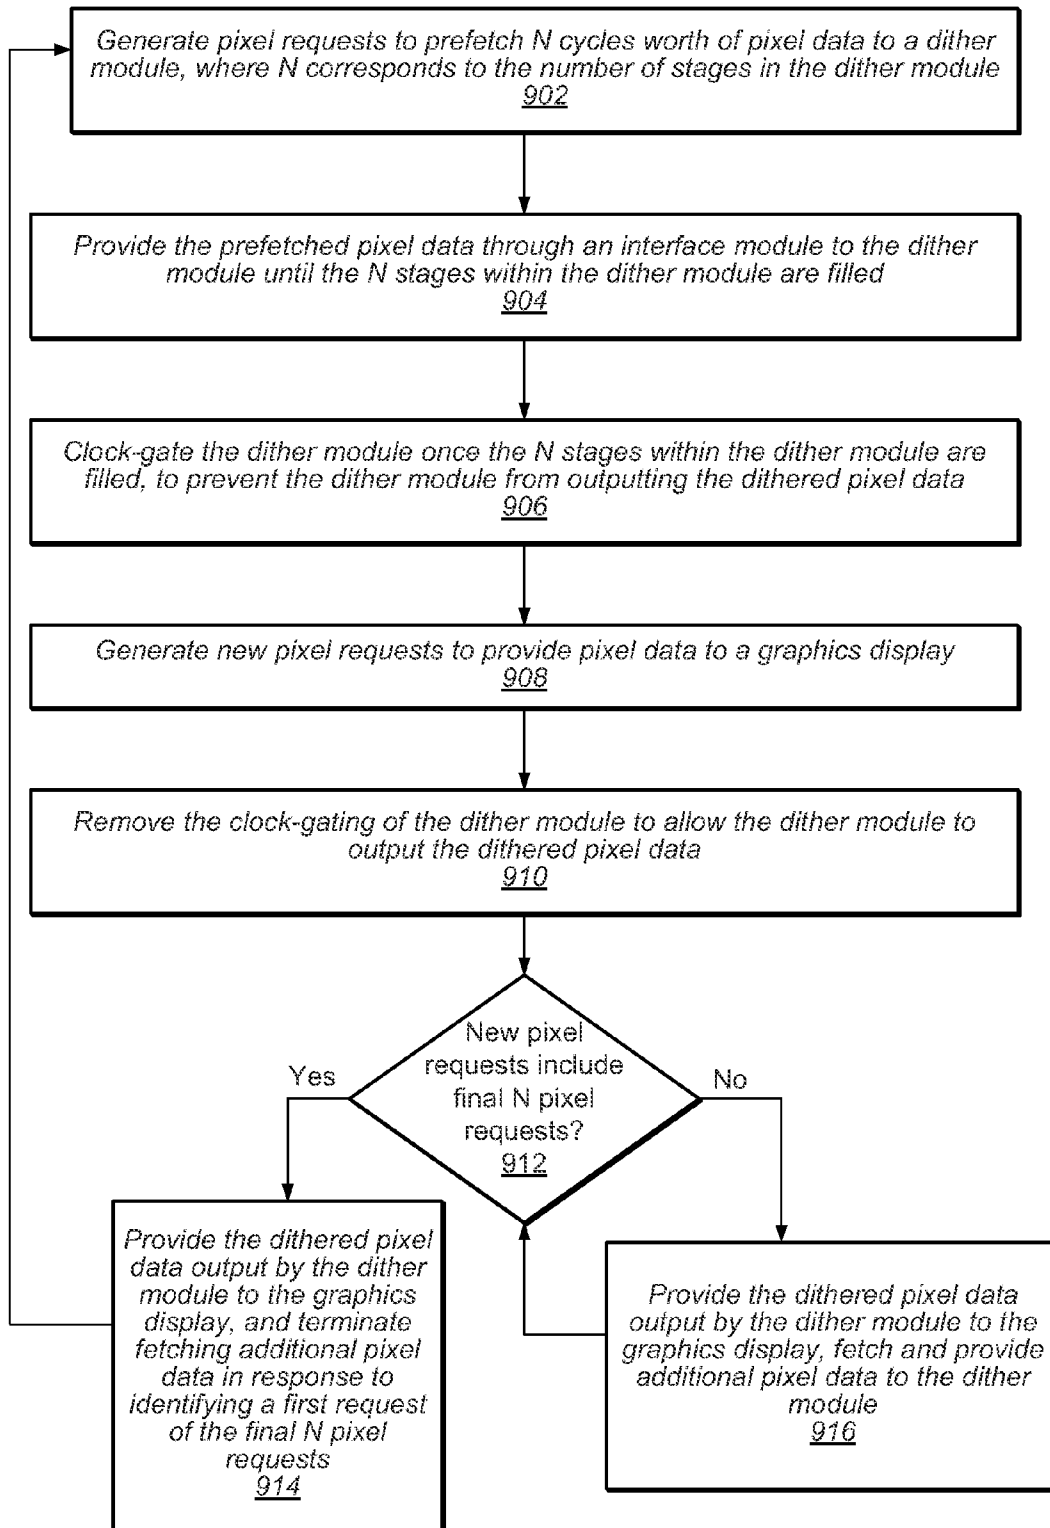 Generate pixel requests to prefetch N cycles worth of pixel data to a dither
module, where N corresponds to the number of stages in the dither module
902
Provide the prefetched pixel data through an interface module to the dither
module until the N stages within the dither module are filled
904
Clock-gate the dither module once the N stages within the dither module are
filled, to prevent the dither module from outputting the dithered pixel data
906
Generate new pixel requests to provide pixel data to a graphics display
908
Remove the clock-gating of the dither module to allow the dither module to
output the dithered pixel data
910
New pixel
requests include
final N pixel
requests?
912
Yes
No
Provide the dithered pixel
data output by the dither
module to the graphics
display, and terminate
fetching additional pixel
data in response to
identifying a first request
of the final N pixel
requests
914
Provide the dithered pixel data
output by the dither module to the
graphics display, fetch and provide
additional pixel data to the dither
module
916